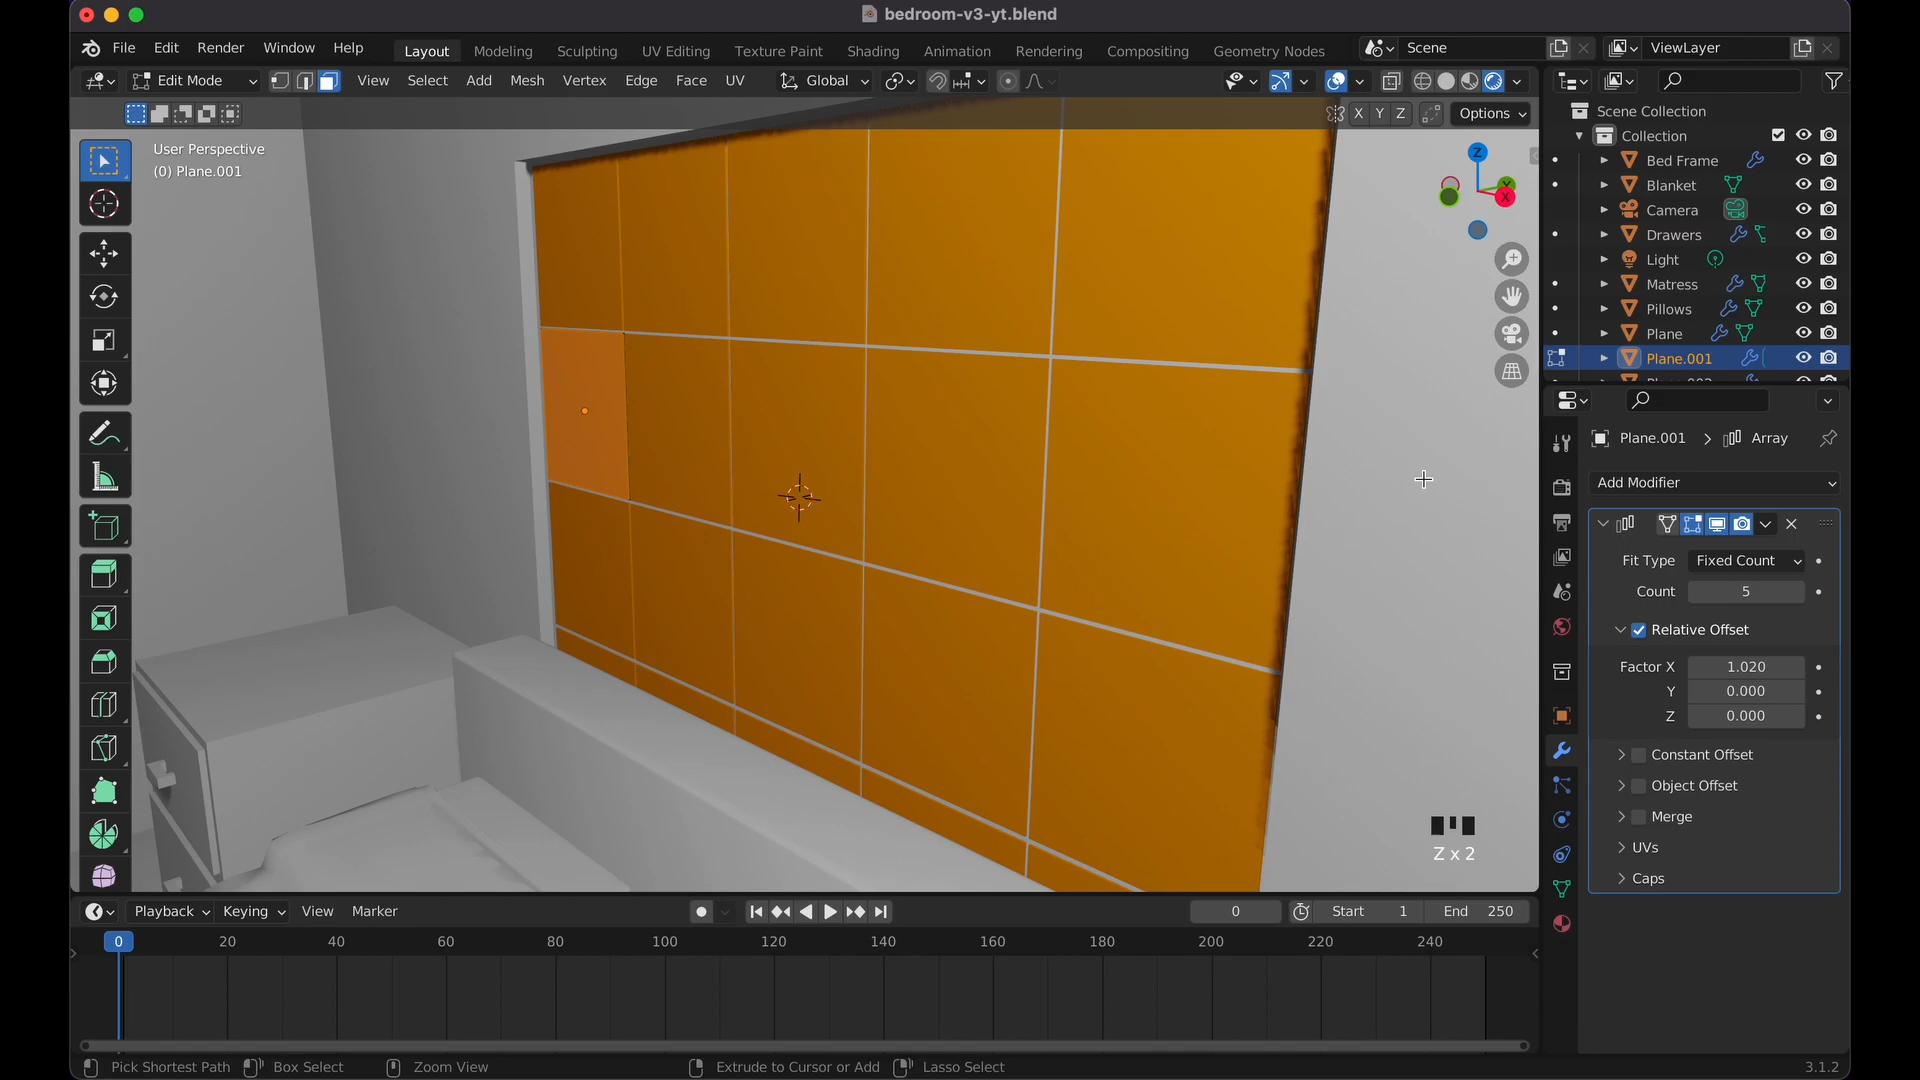 bedroom-v3-yt.blend
File Edit Render Window Help Layout Modeling Sculpting UV Editing Texture Paint Shading Animation Rendering Compositing Geometry Nodes Scene ViewLayer
Edit Mode View Select Add Mesh Vertex Edge Face UV Global
X Y Z Options
User Perspective
(0) Plane.001
Z
Y
X
Z x 2
Scene Collection
Collection
Bed Frame
Blanket
Camera
Drawers
Light
Matress
Pillows
Plane
Plane.001
Plane.001 Array
Add Modifier
Fit Type Fixed Count
Count 5
Relative Offset
Factor X 1.020
Y 0.000
Z 0.000
Constant Offset
Object Offset
Merge
UVs
Caps
Playback Keying View Marker 0 Start 1 End 250
0 20 40 60 80 100 120 140 160 180 200 220 240
Pick Shortest Path Box Select Zoom View Extrude to Cursor or Add Lasso Select 3.1.2